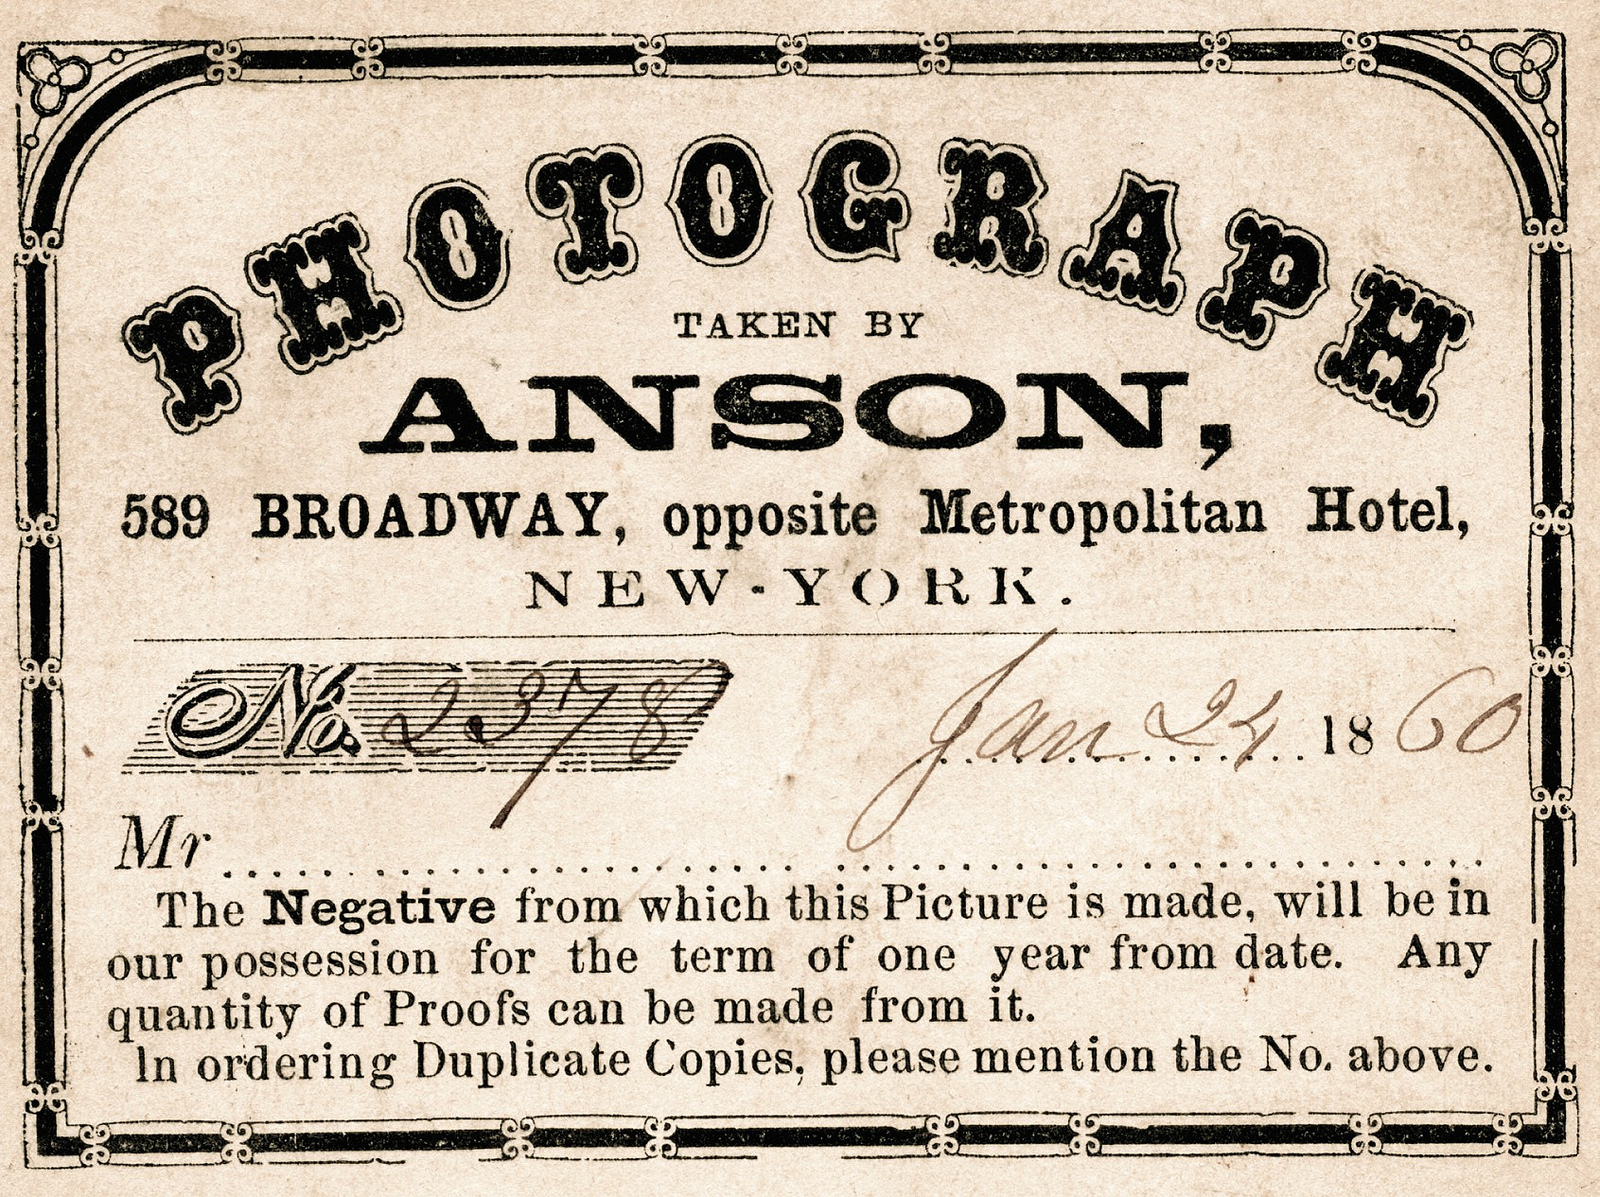 PHOTOGRAPH
TAKEN BY
ANSON,
589 BROADWAY, opposite Metropolitan Hotel,
NEW-YORK.
No. 2378 Jan 24 1860
Mr
The Negative from which this Picture is made, will be in
our possession for the term of one year from date. Any
quantity of Proofs can be made from it.
In ordering Duplicate Copies, please mention the No. above.